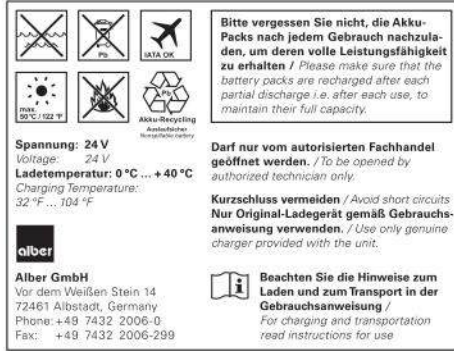 Pb
IATA OK
max.
50°C / 122 °F
Pb
Akku-Recycling
Auslaufsicher
Nonspillable battery
Spannung: 24 V
Voltage: 24 V
Ladetemperatur: 0 °C ... + 40 °C
Charging Temperature:
32 °F ... 104 °F
alber
Alber GmbH
Vor dem Weißen Stein 14
72461 Albstadt, Germany
Phone: +49 7432 2006-0
Fax: +49 7432 2006-299
Bitte vergessen Sie nicht, die Akku-
Packs nach jedem Gebrauch nachzula-
den, um deren volle Leistungsfähigkeit
zu erhalten / Please make sure that the
battery packs are recharged after each
partial discharge i.e. after each use, to
maintain their full capacity.
Darf nur vom autorisierten Fachhandel
geöffnet werden. / To be opened by
authorized technician only.
Kurzschluss vermeiden / Avoid short circuits
Nur Original-Ladegerät gemäß Gebrauchs-
anweisung verwenden. / Use only genuine
charger provided with the unit.
i
Beachten Sie die Hinweise zum
Laden und zum Transport in der
Gebrauchsanweisung /
For charging and transportation
read instructions for use